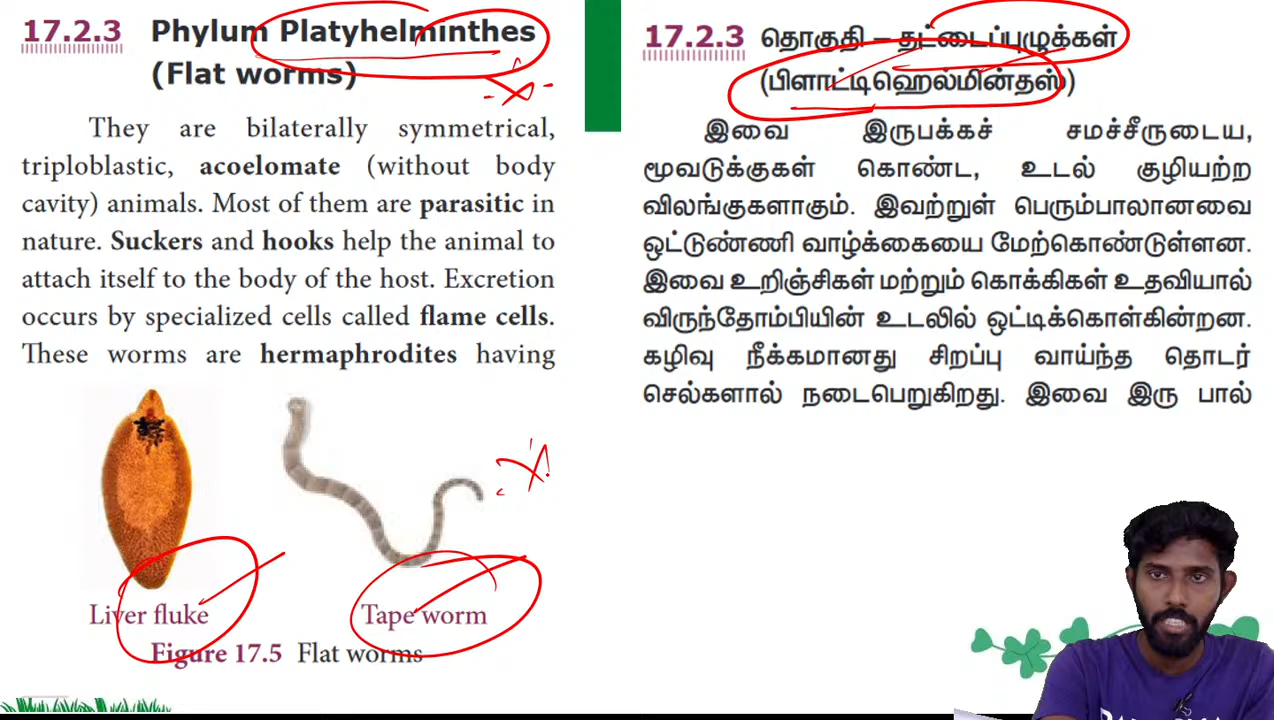 17.2.3 Phylum Platyhelminthes
(Flat worms)
They are bilaterally symmetrical,
triploblastic, acoelomate (without body
cavity) animals. Most of them are parasitic in
nature. Suckers and hooks help the animal to
attach itself to the body of the host. Excretion
occurs by specialized cells called flame cells.
These worms are hermaphrodites having
Liver fluke
Tape worm
Figure 17.5 Flat worms
17.2.3 தொகுதி – தட்டைப்புழுக்கள்
(பிளாட்டிஹெல்மின்தஸ்)
இவை இருபக்கச் சமச்சீருடைய,
மூவடுக்குகள் கொண்ட, உடல் குழியற்ற
விலங்குகளாகும். இவற்றுள் பெரும்பாலானவை
ஒட்டுண்ணி வாழ்க்கையை மேற்கொண்டுள்ளன.
இவை உறிஞ்சிகள் மற்றும் கொக்கிகள் உதவியால்
விருந்தோம்பியின் உடலில் ஒட்டிக்கொள்கின்றன.
கழிவு நீக்கமானது சிறப்பு வாய்ந்த தொடர்
செல்களால் நடைபெறுகிறது. இவை இரு பால்